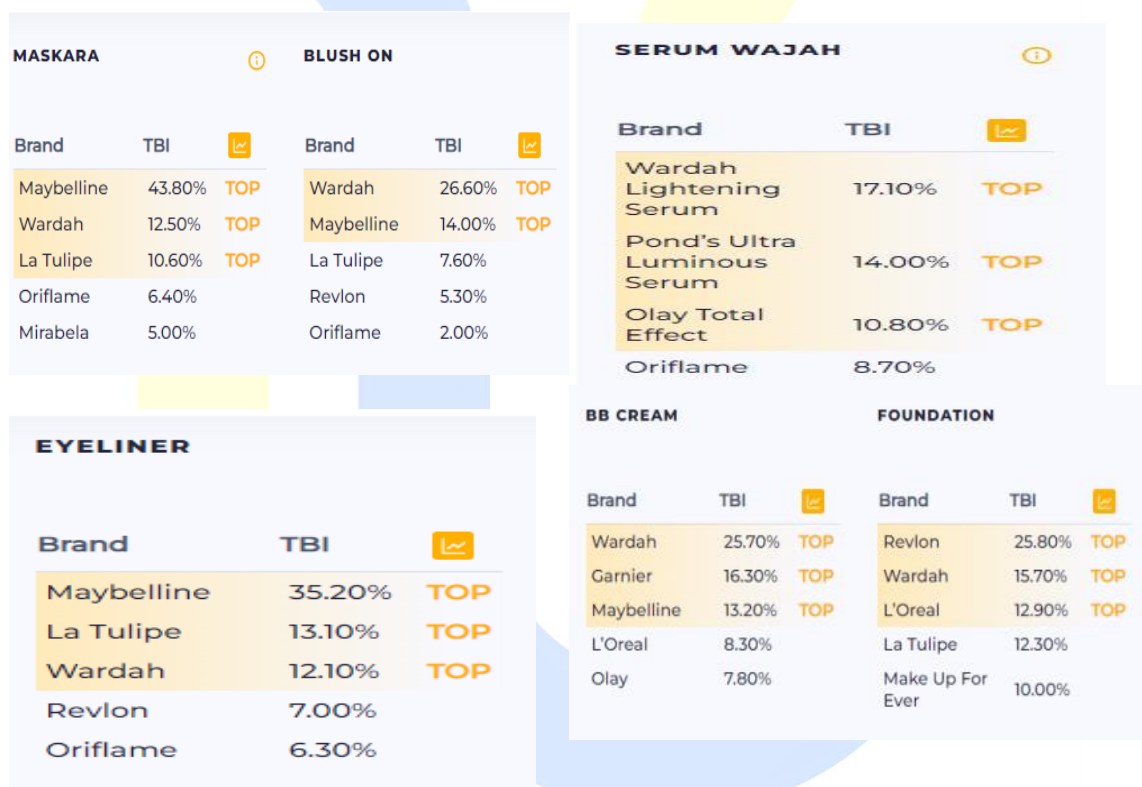 MASKARA
Brand TBI
Maybelline 43.80% TOP
Wardah 12.50% TOP
La Tulipe 10.60% TOP
Oriflame 6.40%
Mirabela 5.00%
BLUSH ON
Brand TBI
Wardah 26.60% TOP
Maybelline 14.00% TOP
La Tulipe 7.60%
Revlon 5.30%
Oriflame 2.00%
SERUM WAJAH
Brand TBI
Wardah
Lightening 17.10% TOP
Serum
Pond's Ultra
Luminous 14.00% TOP
Serum
Olay Total
Effect 10.80% TOP
Oriflame 8.70%
EYELINER
Brand TBI
Maybelline 35.20% TOP
La Tulipe 13.10% TOP
Wardah 12.10% TOP
Revlon 7.00%
Oriflame 6.30%
BB CREAM
Brand TBI
Wardah 25.70% TOP
Garnier 16.30% TOP
Maybelline 13.20% TOP
L'Oreal 8.30%
Olay 7.80%
FOUNDATION
Brand TBI
Revlon 25.80% TOP
Wardah 15.70% TOP
L'Oreal 12.90% TOP
La Tulipe 12.30%
Make Up For
Ever 10.00%